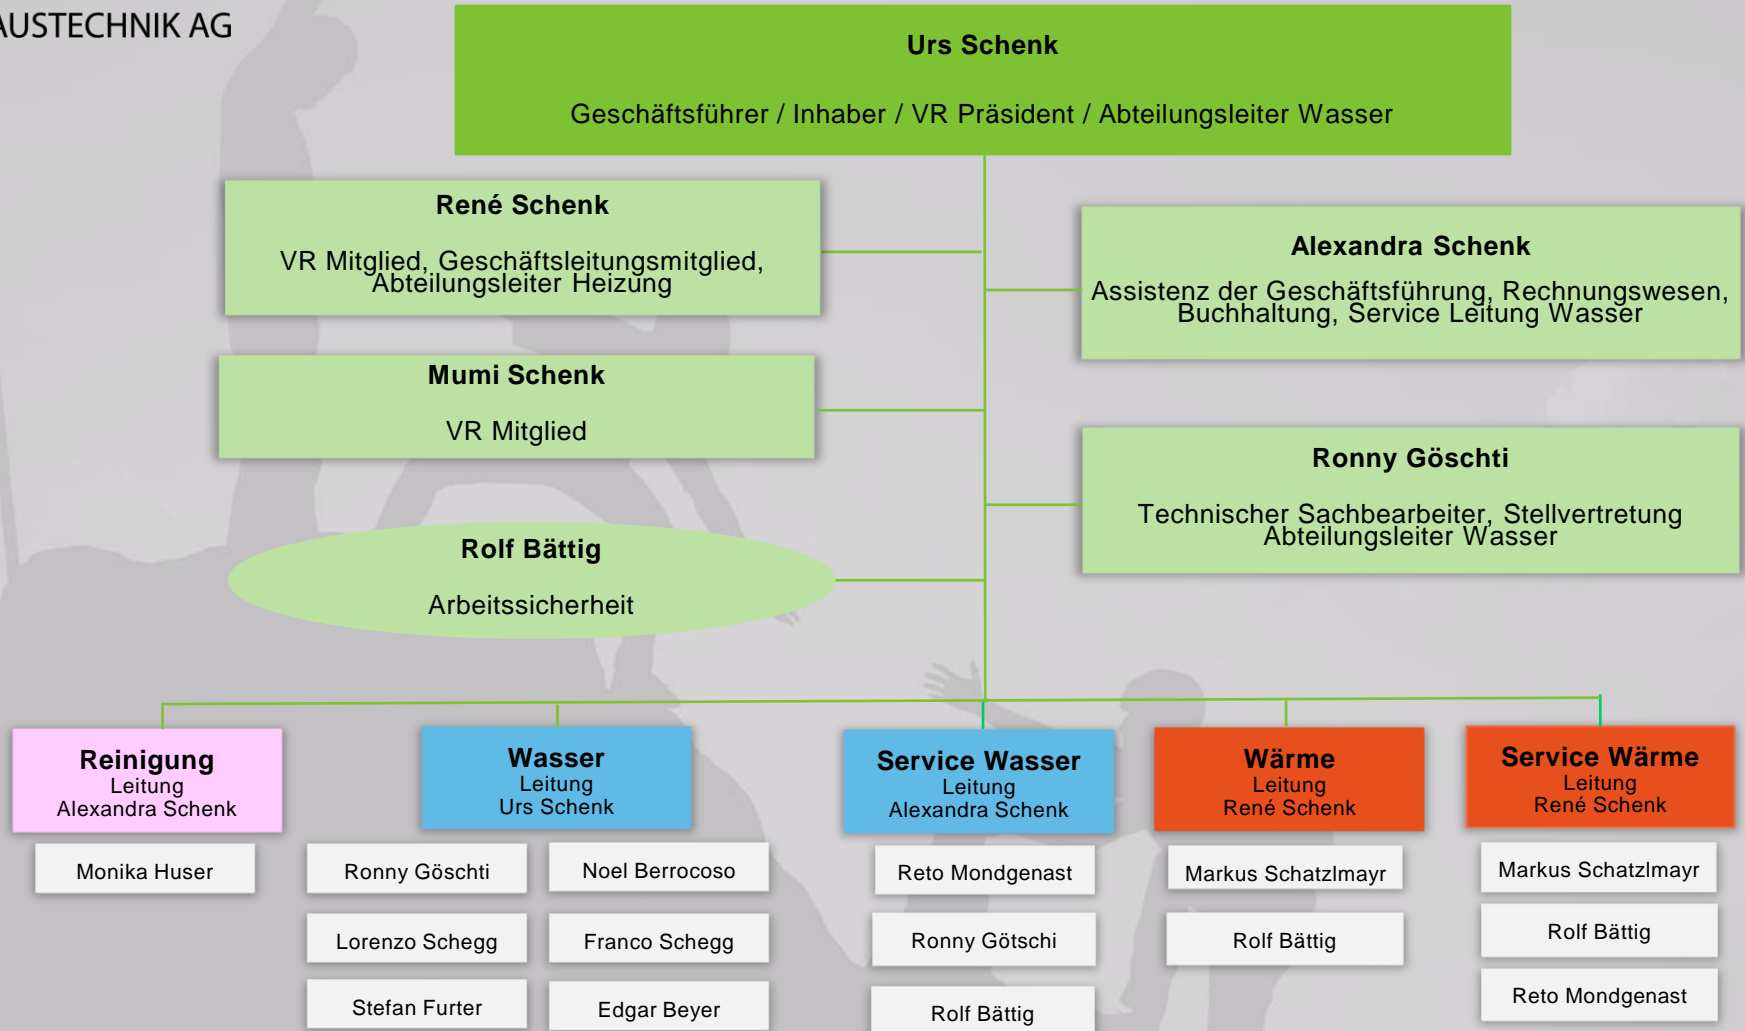 AUSTECHNIK AG
Urs Schenk
Geschäftsführer / Inhaber / VR Präsident / Abteilungsleiter Wasser
René Schenk
VR Mitglied, Geschäftsleitungsmitglied,
Abteilungsleiter Heizung
Alexandra Schenk
Assistenz der Geschäftsführung, Rechnungswesen,
Buchhaltung, Service Leitung Wasser
Mumi Schenk
VR Mitglied
Ronny Göschti
Technischer Sachbearbeiter, Stellvertretung
Abteilungsleiter Wasser
Rolf Bättig
Arbeitssicherheit
Reinigung
Leitung
Alexandra Schenk
Monika Huser
Wasser
Leitung
Urs Schenk
Ronny Göschti
Noel Berrocoso
Lorenzo Schegg
Franco Schegg
Stefan Furter
Edgar Beyer
Service Wasser
Leitung
Alexandra Schenk
Reto Mondgenast
Ronny Götschi
Rolf Bättig
Wärme
Leitung
René Schenk
Markus Schatzlmayr
Rolf Bättig
Service Wärme
Leitung
René Schenk
Markus Schatzlmayr
Rolf Bättig
Reto Mondgenast